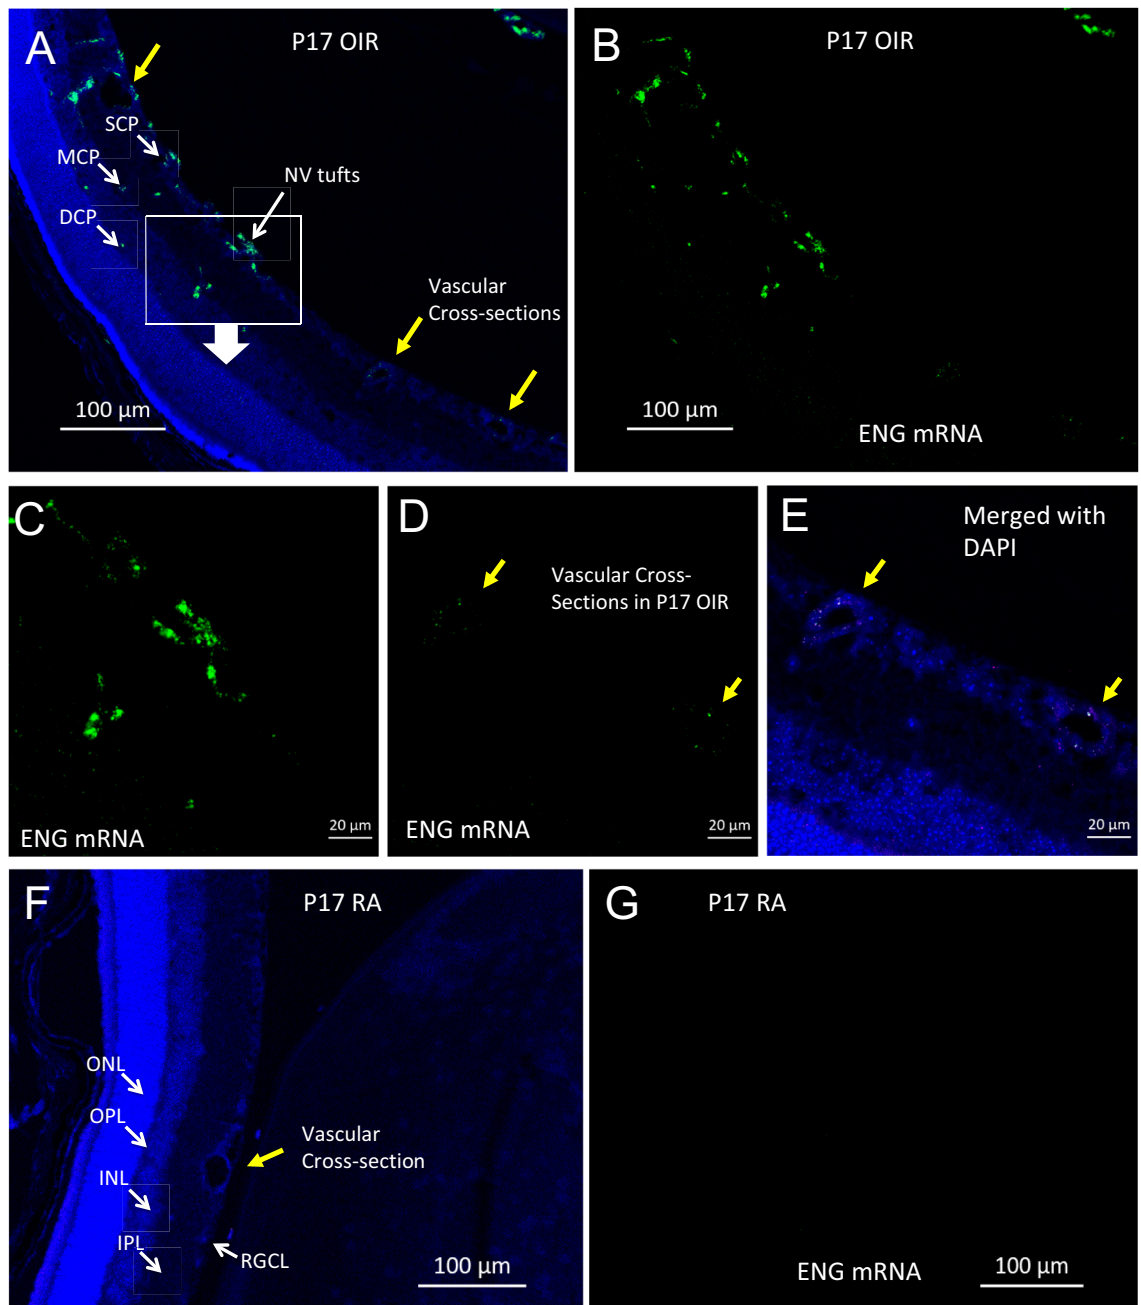 A
P17 OIR
SCP
MCP
DCP
NV tufts
Vascular
Cross-sections
100 µm
B
P17 OIR
100 µm
ENG mRNA
C
ENG mRNA
20 µm
D
Vascular Cross-
Sections in P17 OIR
ENG mRNA
20 µm
E
Merged with
DAPI
20 µm
F
P17 RA
ONL
OPL
INL
IPL
Vascular
Cross-section
RGCL
100 µm
G
P17 RA
ENG mRNA
100 µm